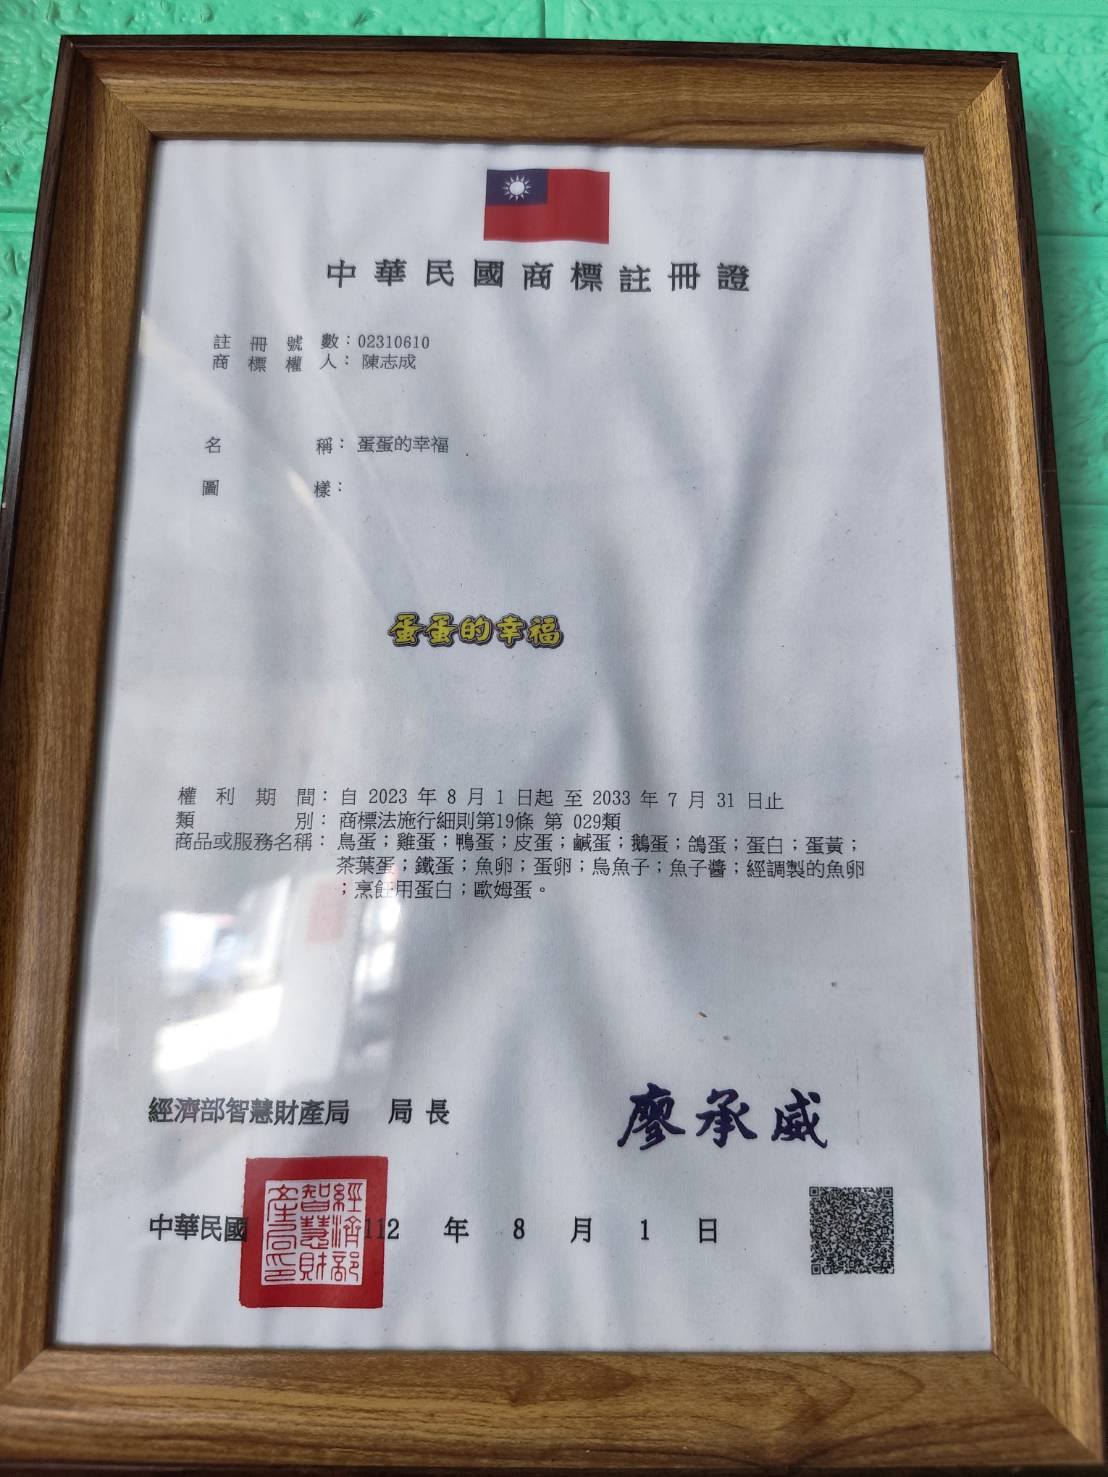 中華民國商標註冊證
註冊號數：02310610
商標權人：陳志成
名稱：蛋蛋的幸福
圖樣：
蛋蛋的幸福
權利期間：自 2023 年 8 月 1 日起 至 2033 年 7 月 31 日止
類別：商標法施行細則第19條 第 029類
商品或服務名稱：鳥蛋；雞蛋；鴨蛋；皮蛋；鹹蛋；鵝蛋；鴿蛋；蛋白；蛋黃；
茶葉蛋；鐵蛋；魚卵；蛋卵；烏魚子；魚子醬；經調製的魚卵
；烹飪用蛋白；歐姆蛋。
經濟部智慧財產局 局長 廖承威
中華民國 112 年 8 月 1 日
經濟部
智慧財
產局印